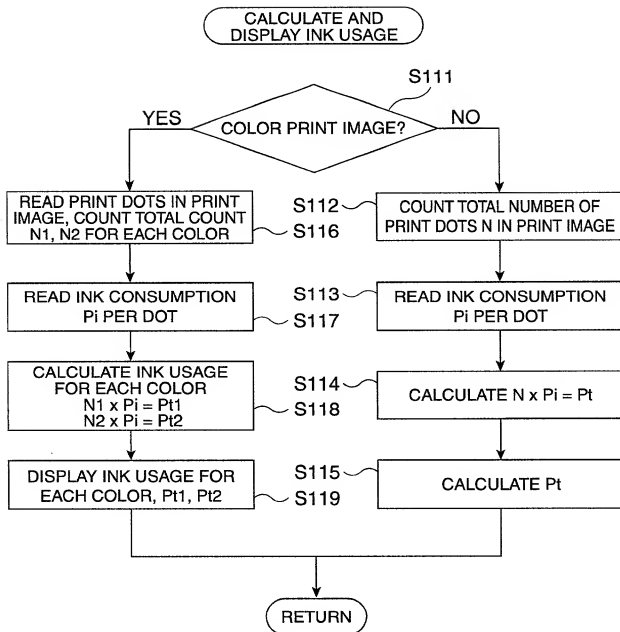 CALCULATE AND
DISPLAY INK USAGE
S111
COLOR PRINT IMAGE?
YES
NO
READ PRINT DOTS IN PRINT
IMAGE, COUNT TOTAL COUNT
N1, N2 FOR EACH COLOR
S116
READ INK CONSUMPTION
Pi PER DOT
S117
CALCULATE INK USAGE
FOR EACH COLOR
N1 x Pi = Pt1
N2 x Pi = Pt2
S118
DISPLAY INK USAGE FOR
EACH COLOR, Pt1, Pt2
S119
S112
COUNT TOTAL NUMBER OF
PRINT DOTS N IN PRINT IMAGE
S113
READ INK CONSUMPTION
Pi PER DOT
S114
CALCULATE N x Pi = Pt
S115
CALCULATE Pt
RETURN